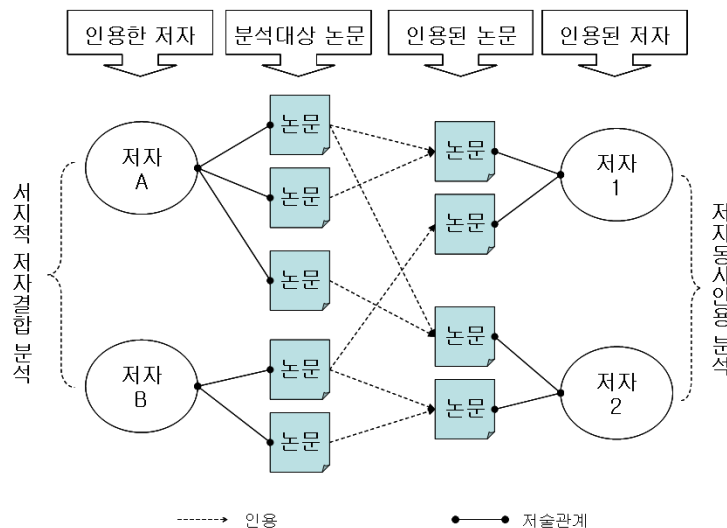 인용한 저자
분석대상 논문
인용된 논문
인용된 저자
서지적 저자결합 분석
저자
A
저자
B
논문
논문
논문
논문
논문
논문
논문
논문
논문
저자
1
저자
2
저자동시인용 분석
인용
저술관계